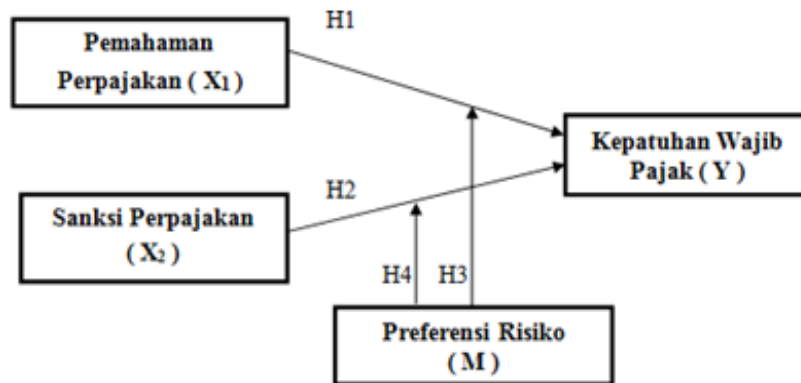 H1
Pemahaman
Perpajakan ( X₁ )
Kepatuhan Wajib
Pajak ( Y )
H2
Sanksi Perpajakan
( X₂ )
H4
H3
Preferensi Risiko
( M )